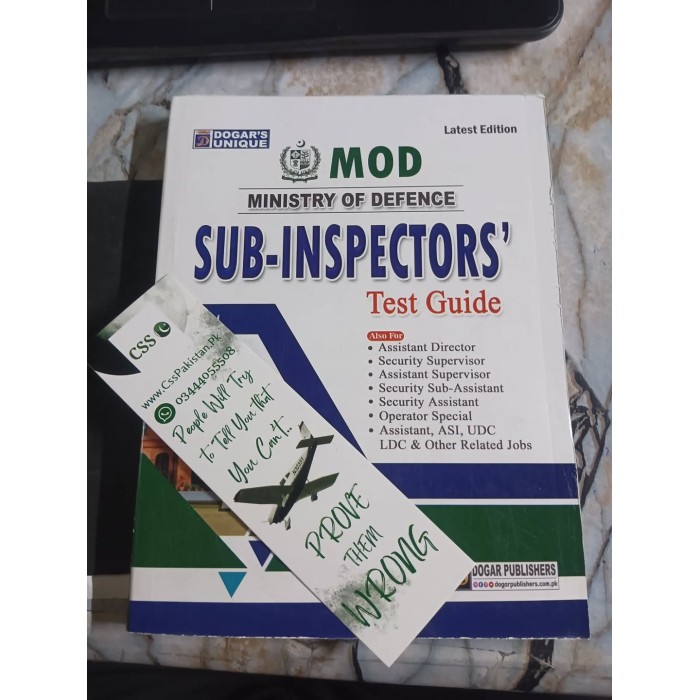 DOGAR'S
UNIQUE
Latest Edition
MOD
MINISTRY OF DEFENCE
SUB-INSPECTORS'
Test Guide
Also For
• Assistant Director
• Security Supervisor
• Assistant Supervisor
• Security Sub-Assistant
• Security Assistant
• Operator Special
• Assistant, ASI, UDC
LDC & Other Related Jobs
DOGAR PUBLISHERS
dogarpublishers.com.pk
CSS
www.CssPakistan.Pk
03444055508
People Will Try
to Tell You that
You Can't..
PROVE
THEM
WRONG